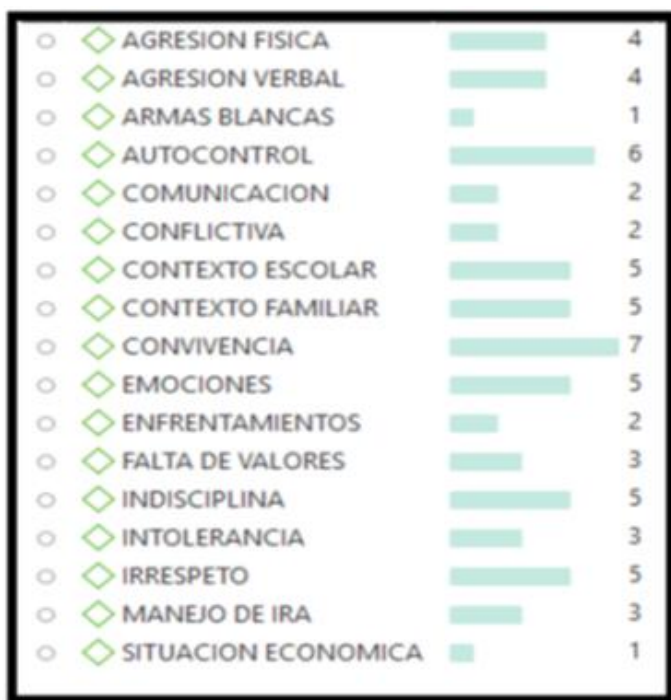 AGRESION FISICA 4
AGRESION VERBAL 4
ARMAS BLANCAS 1
AUTOCONTROL 6
COMUNICACION 2
CONFLICTIVA 2
CONTEXTO ESCOLAR 5
CONTEXTO FAMILIAR 5
CONVIVENCIA 7
EMOCIONES 5
ENFRENTAMIENTOS 2
FALTA DE VALORES 3
INDISCIPLINA 5
INTOLERANCIA 3
IRRESPETO 5
MANEJO DE IRA 3
SITUACION ECONOMICA 1